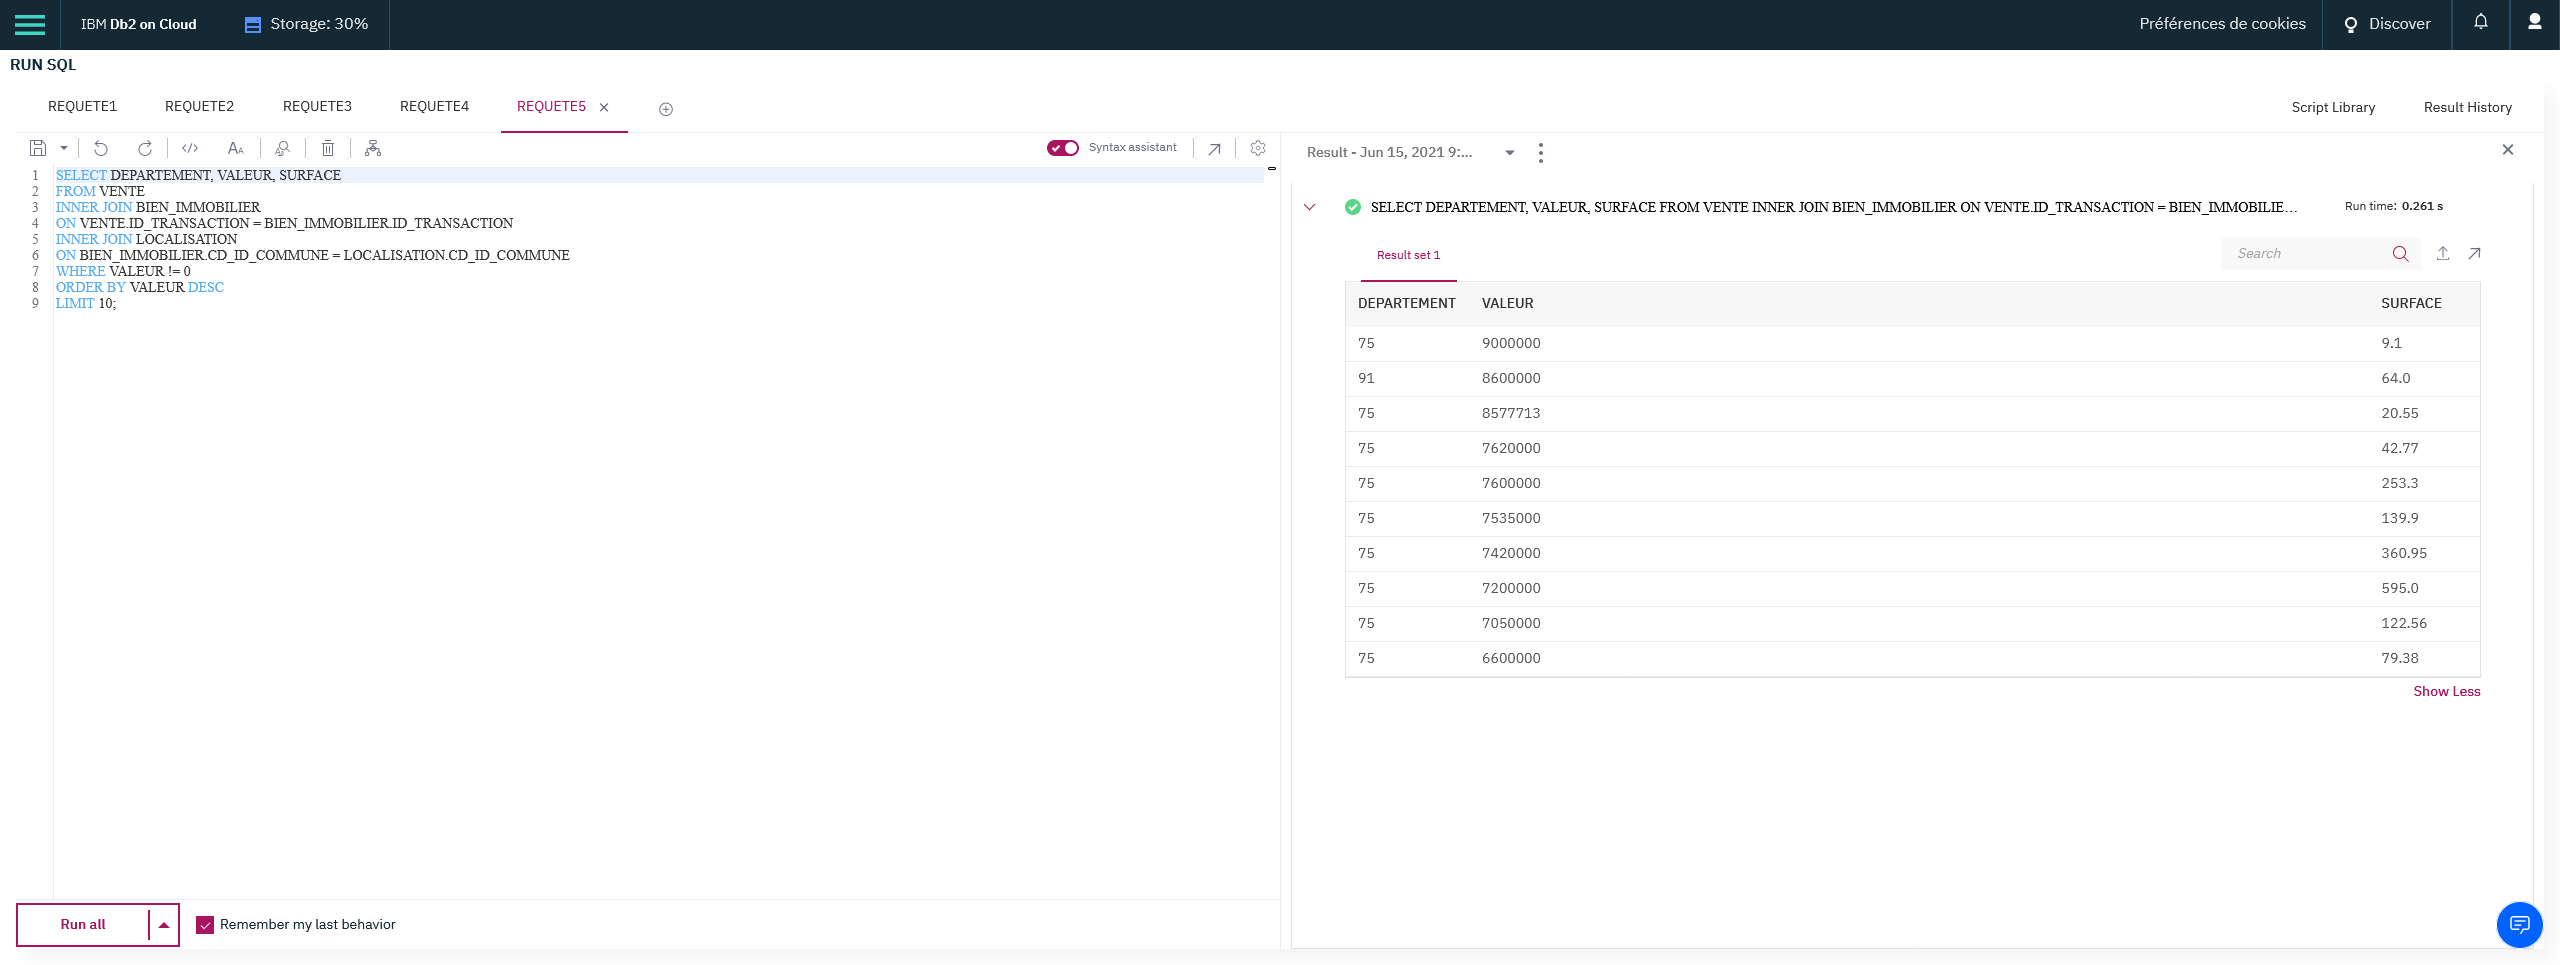 IBM Db2 on Cloud Storage: 30% Préférences de cookies Discover
RUN SQL
REQUETE1 REQUETE2 REQUETE3 REQUETE4 REQUETE5 Script Library Result History
Syntax assistant
1 SELECT DEPARTEMENT, VALEUR, SURFACE
2 FROM VENTE
3 INNER JOIN BIEN_IMMOBILIER
4 ON VENTE.ID_TRANSACTION = BIEN_IMMOBILIER.ID_TRANSACTION
5 INNER JOIN LOCALISATION
6 ON BIEN_IMMOBILIER.CD_ID_COMMUNE = LOCALISATION.CD_ID_COMMUNE
7 WHERE VALEUR != 0
8 ORDER BY VALEUR DESC
9 LIMIT 10;
Run all Remember my last behavior
Result - Jun 15, 2021 9:...
SELECT DEPARTEMENT, VALEUR, SURFACE FROM VENTE INNER JOIN BIEN_IMMOBILIER ON VENTE.ID_TRANSACTION = BIEN_IMMOBILIE... Run time: 0.261 s
Result set 1 Search
DEPARTEMENT VALEUR SURFACE
75 9000000 9.1
91 8600000 64.0
75 8577713 20.55
75 7620000 42.77
75 7600000 253.3
75 7535000 139.9
75 7420000 360.95
75 7200000 595.0
75 7050000 122.56
75 6600000 79.38
Show Less